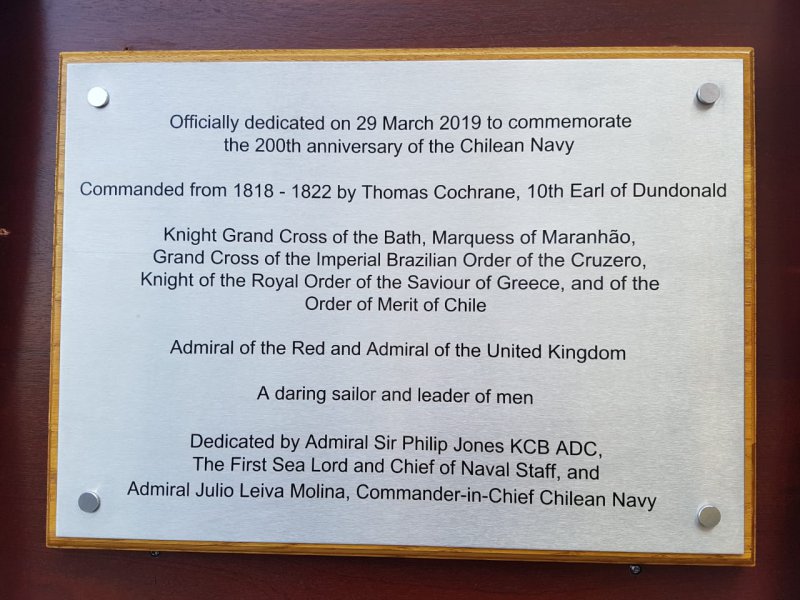 Officially dedicated on 29 March 2019 to commemorate
the 200th anniversary of the Chilean Navy
Commanded from 1818 - 1822 by Thomas Cochrane, 10th Earl of Dundonald
Knight Grand Cross of the Bath, Marquess of Maranhão,
Grand Cross of the Imperial Brazilian Order of the Cruzero,
Knight of the Royal Order of the Saviour of Greece, and of the
Order of Merit of Chile
Admiral of the Red and Admiral of the United Kingdom
A daring sailor and leader of men
Dedicated by Admiral Sir Philip Jones KCB ADC,
The First Sea Lord and Chief of Naval Staff, and
Admiral Julio Leiva Molina, Commander-in-Chief Chilean Navy